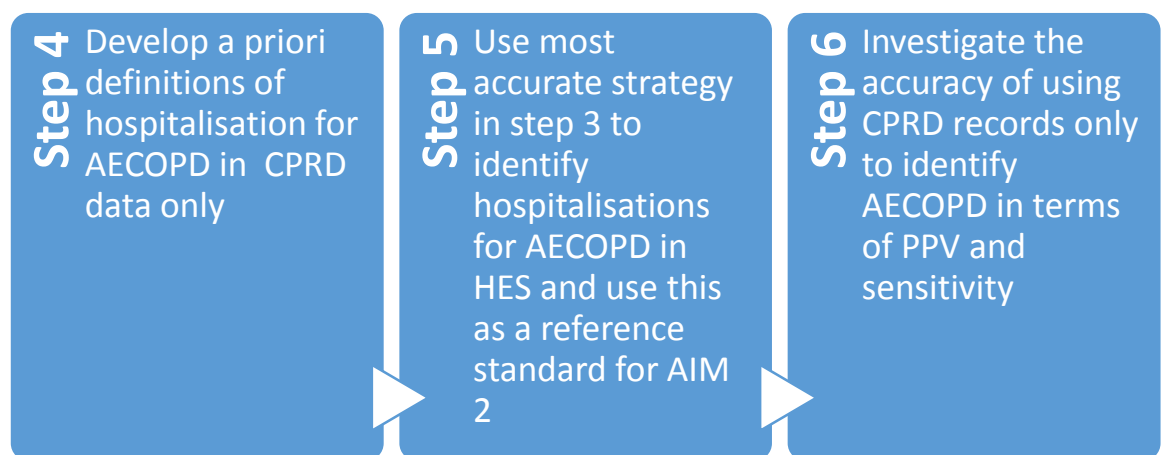 Step 4
Develop a priori
definitions of
hospitalisation for
AECOPD in CPRD
data only
Step 5
Use most
accurate strategy
in step 3 to
identify
hospitalisations
for AECOPD in
HES and use this
as a reference
standard for AIM
2
Step 6
Investigate the
accuracy of using
CPRD records only
to identify
AECOPD in terms
of PPV and
sensitivity